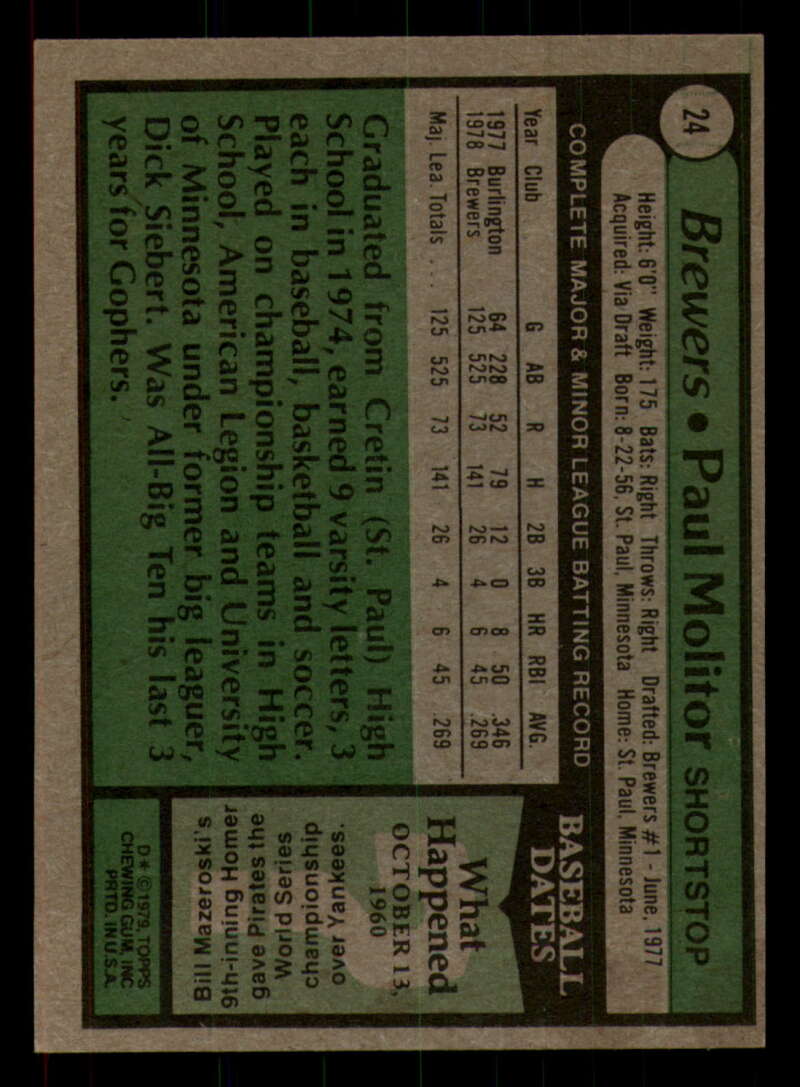 24
Brewers • Paul Molitor SHORTSTOP
Height: 6'0" Weight: 175 Bats: Right Throws: Right Drafted: Brewers #1 - June, 1977
Acquired: Via Draft Born: 8-22-56, St. Paul, Minnesota Home: St. Paul, Minnesota
COMPLETE MAJOR & MINOR LEAGUE BATTING RECORD
Year Club G AB R H 2B 3B HR RBI AVG.
1977 Burlington 64 228 52 79 12 0 8 50 .346
1978 Brewers 125 525 73 141 26 4 6 45 .269
Maj. Lea. Totals . . . 125 525 73 141 26 4 6 45 .269
Graduated from Cretin (St. Paul) High
School in 1974, earned 9 varsity letters, 3
each in baseball, basketball and soccer.
Played on championship teams in High
School, American Legion and University
of Minnesota under former big leaguer,
Dick Siebert. Was All-Big Ten his last 3
years for Gophers.
BASEBALL
DATES
What
Happened
OCTOBER 13,
1960
Bill Mazeroski's
9th-inning Homer
gave Pirates the
World Series
championship
over Yankees.
D* © 1979, TOPPS
CHEWING GUM, INC
PRTD. IN U.S.A.